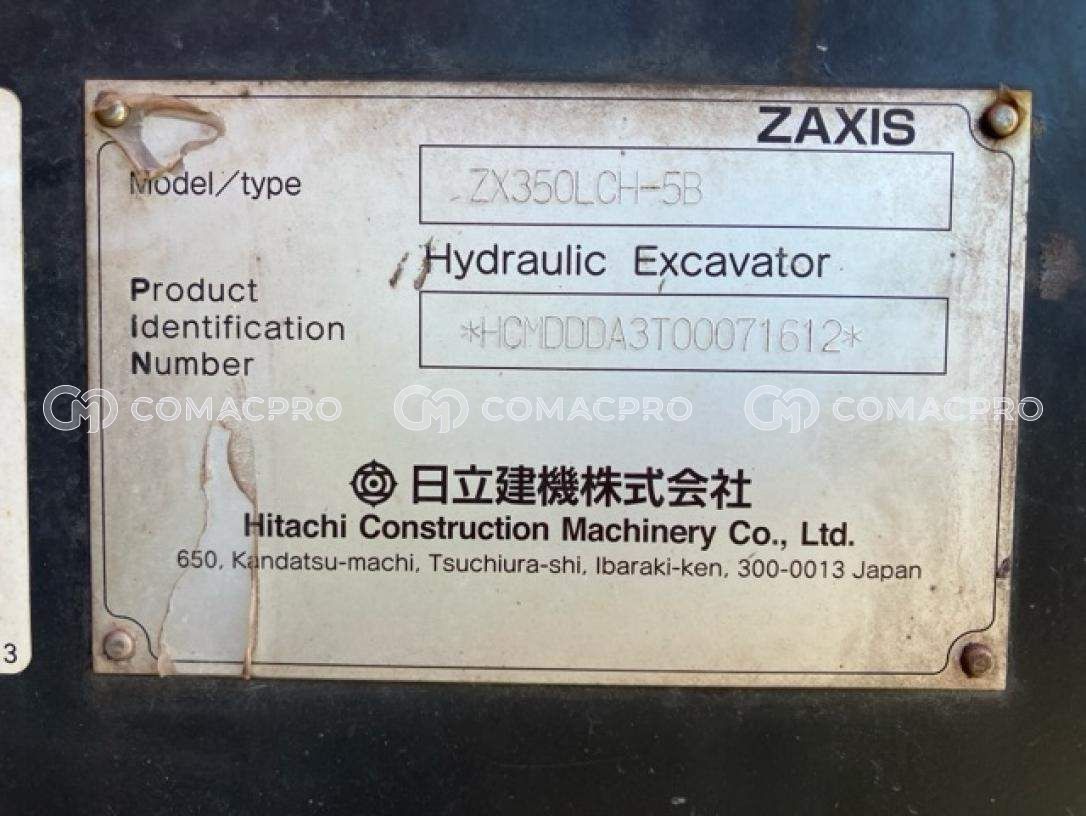 ZAXIS
Model/type
ZX350LCH-5B
Hydraulic Excavator
Product
Identification
Number
*HCMDDDA3T00071612*
COMACPRO COMACPRO COMACPRO
日立建機株式会社
Hitachi Construction Machinery Co., Ltd.
650, Kandatsu-machi, Tsuchiura-shi, Ibaraki-ken, 300-0013 Japan
3